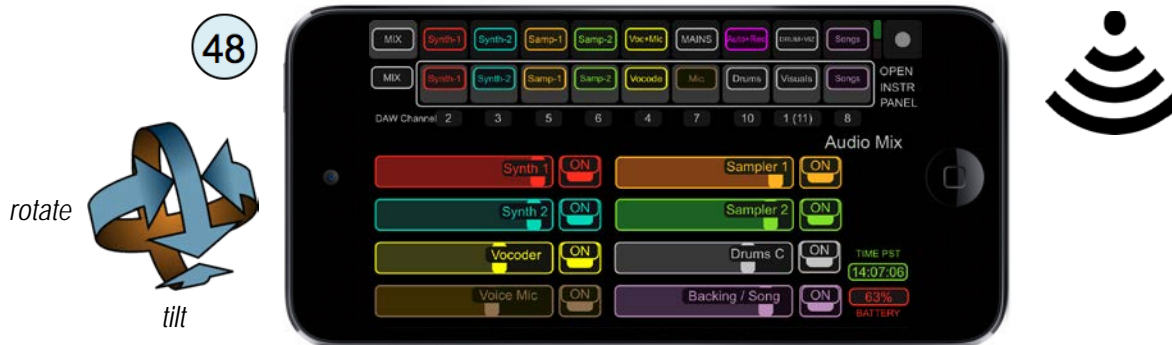 48
MIX Synth-1 Synth-2 Samp-1 Samp-2 Voc+Mic MAINS Auto+Rec DRUM+VIZ Songs
MIX Synth-1 Synth-2 Samp-1 Samp-2 Vocode Mic Drums Visuals Songs
OPEN
INSTR
PANEL
DAW Channel 2 3 5 6 4 7 10 1 (11) 8
Audio Mix
Synth 1 ON Sampler 1 ON
Synth 2 ON Sampler 2 ON
Vocoder ON Drums C ON
TIME PST
14:07:06
Voice Mic ON Backing / Song ON
63%
BATTERY
rotate
tilt